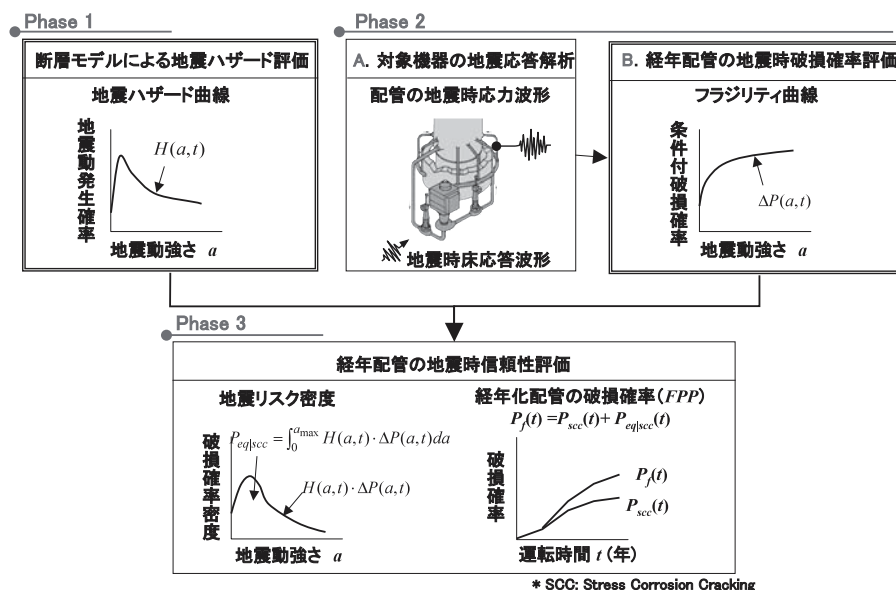 Phase 1
断層モデルによる地震ハザード評価
地震ハザード曲線
地震動発生確率
H(a,t)
地震動強さ a
Phase 2
A. 対象機器の地震応答解析
配管の地震時応力波形
地震時床応答波形
B. 経年配管の地震時破損確率評価
フラジリティ曲線
条件付破損確率
ΔP(a,t)
地震動強さ a
Phase 3
経年配管の地震時信頼性評価
地震リスク密度
P_{eq|scc} = ∫_0^{a_max} H(a,t)·ΔP(a,t)da
破損確率密度
H(a,t)·ΔP(a,t)
地震動強さ a
経年化配管の破損確率(FPP)
P_f(t) =P_{scc}(t)+ P_{eq|scc}(t)
破損確率
P_f(t)
P_{scc}(t)
運転時間 t (年)
* SCC: Stress Corrosion Cracking